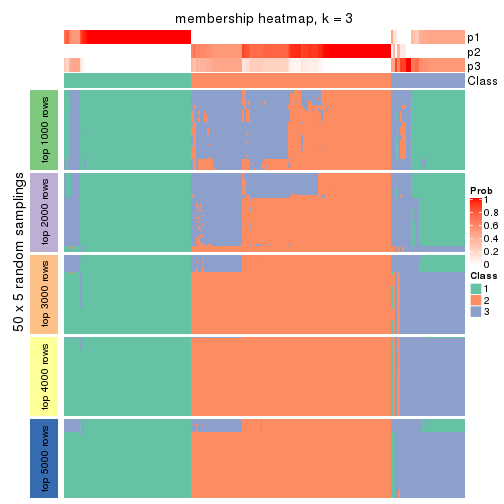 membership heatmap, k = 3
p1
p2
p3
Class
50 x 5 random samplings
top 1000 rows
top 2000 rows
top 3000 rows
top 4000 rows
top 5000 rows
Prob
1
0.8
0.6
0.4
0.2
0
Class
1
2
3